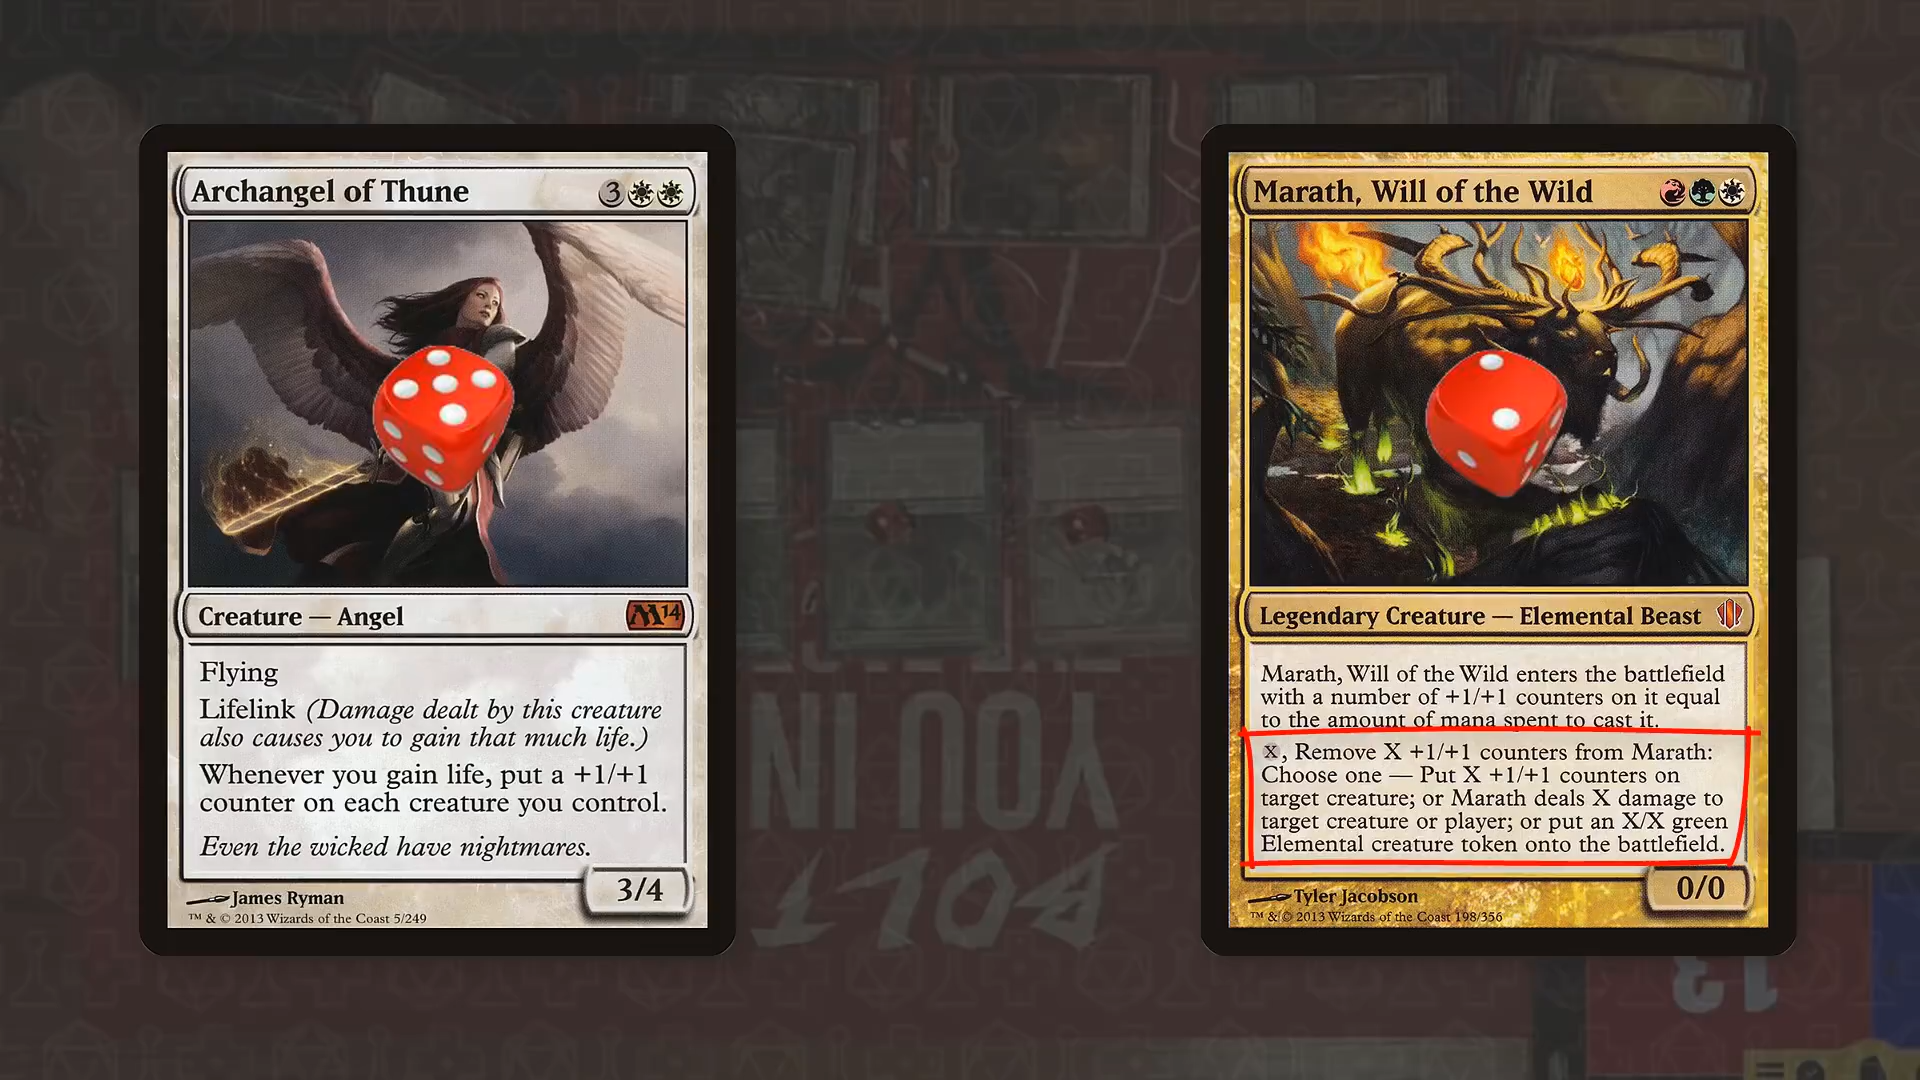 Archangel of Thune
3
Creature — Angel
M14
Flying
Lifelink (Damage dealt by this creature
also causes you to gain that much life.)
Whenever you gain life, put a +1/+1
counter on each creature you control.
Even the wicked have nightmares.
3/4
James Ryman
™ & © 2013 Wizards of the Coast 5/249
Marath, Will of the Wild
Legendary Creature — Elemental Beast
Marath, Will of the Wild enters the battlefield
with a number of +1/+1 counters on it equal
to the amount of mana spent to cast it.
X, Remove X +1/+1 counters from Marath:
Choose one — Put X +1/+1 counters on
target creature; or Marath deals X damage to
target creature or player; or put an X/X green
Elemental creature token onto the battlefield.
0/0
Tyler Jacobson
™ & © 2013 Wizards of the Coast 198/356
YOU IN
BOLT
13